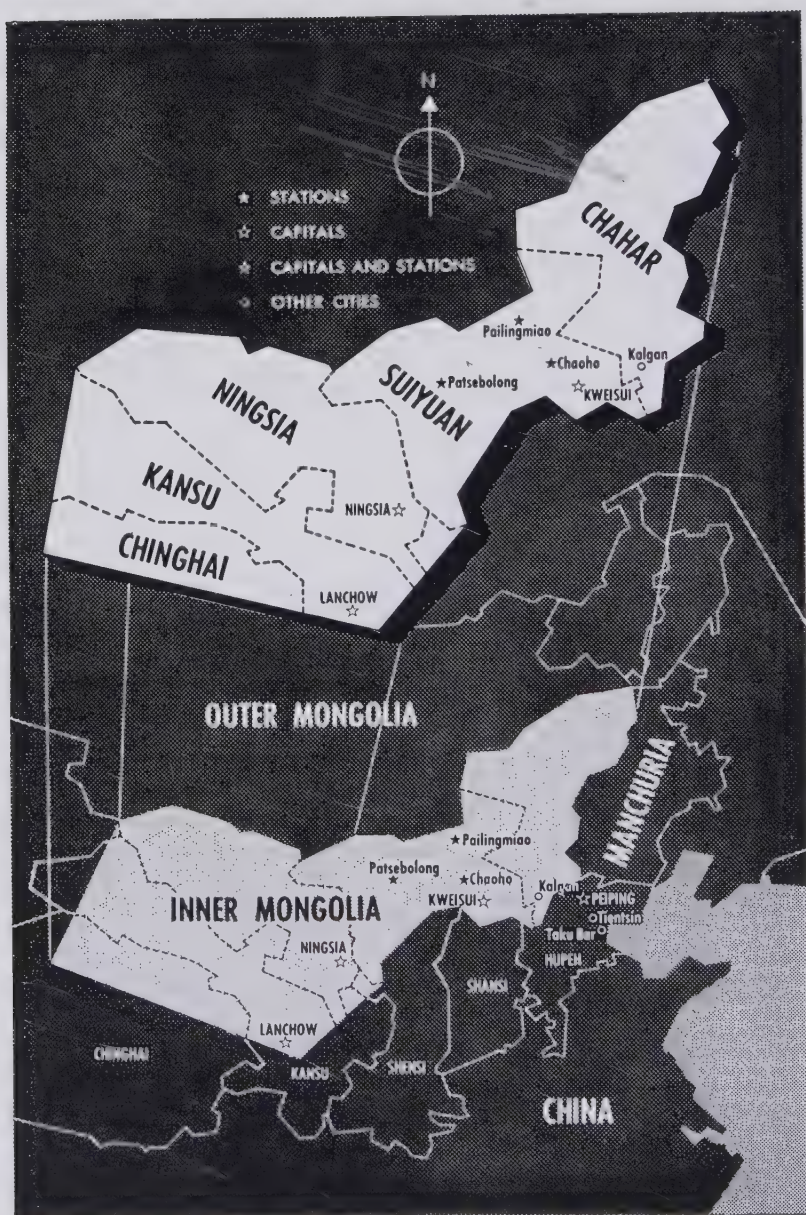 N
★ STATIONS
☆ CAPITALS
★ CAPITALS AND STATIONS
○ OTHER CITIES
CHAHAR
Pailingmiao
Chaoho
Kalgan
Patsebolong
KWEISUI
SUIYUAN
NINGSIA
KANSU
NINGSIA
CHINGHAI
LANCHOW
OUTER MONGOLIA
MANCHURIA
Pailingmiao
Patsebolong
Chaoho
Kalgan
KWEISUI
PEIPING
Tientsin
Taku Bar
INNER MONGOLIA
HUPEH
NINGSIA
SHANSI
LANCHOW
CHINGHAI
KANSU
SHENSI
CHINA